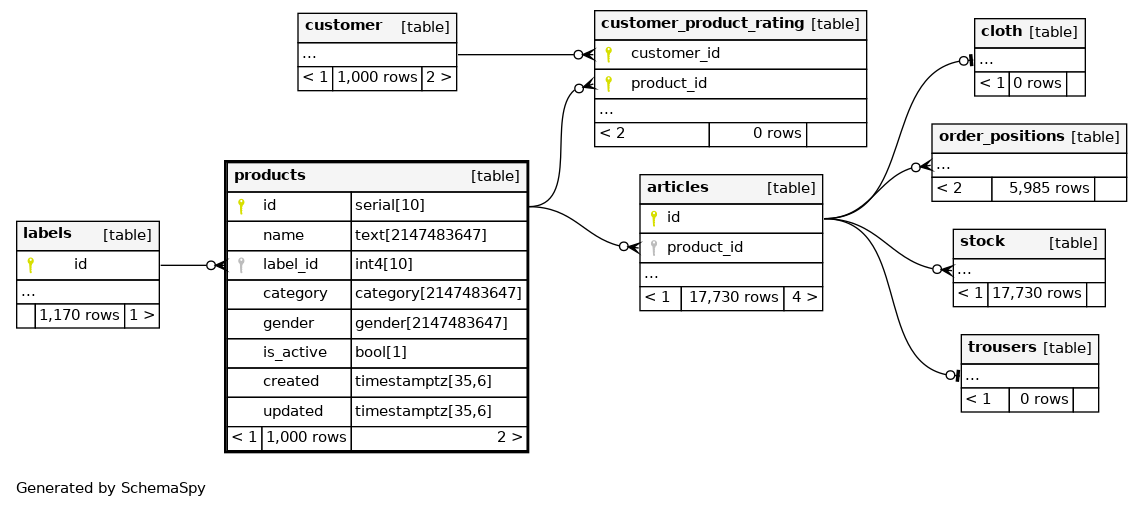 customer [table]
...
< 1 1,000 rows 2 >
customer_product_rating [table]
customer_id
product_id
...
< 2 0 rows
cloth [table]
...
< 1 0 rows
order_positions [table]
...
< 2 5,985 rows
products [table]
id serial[10]
name text[2147483647]
label_id int4[10]
category category[2147483647]
gender gender[2147483647]
is_active bool[1]
created timestamptz[35,6]
updated timestamptz[35,6]
< 1 1,000 rows 2 >
articles [table]
id
product_id
...
< 1 17,730 rows 4 >
labels [table]
id
...
1,170 rows 1 >
stock [table]
...
< 1 17,730 rows
trousers [table]
...
< 1 0 rows
Generated by SchemaSpy